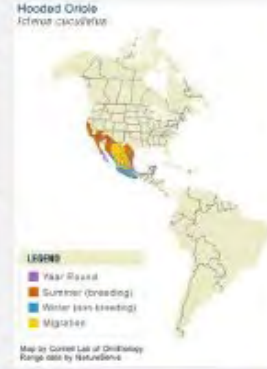 Hooded Oriole
Icterus cucullatus
LEGEND
Year Round
Summer (breeding)
Winter (non-breeding)
Migration
Map by Cornell Lab of Ornithology
Range data by NatureServe